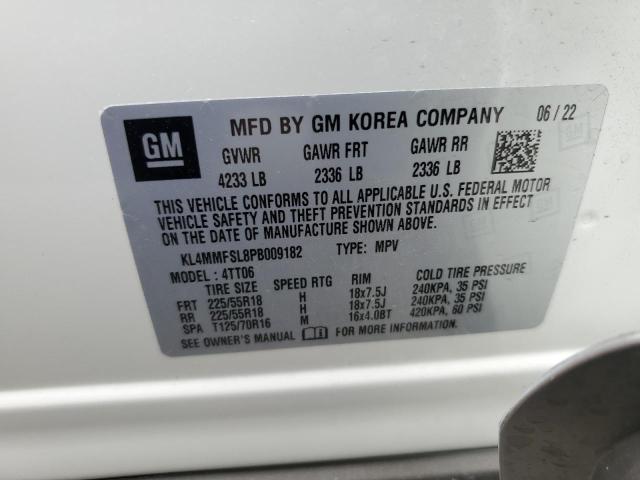 GM
MFD BY GM KOREA COMPANY 06 / 22
GVWR GAWR FRT GAWR RR
4233 LB 2336 LB 2336 LB
THIS VEHICLE CONFORMS TO ALL APPLICABLE U.S. FEDERAL MOTOR
VEHICLE SAFETY AND THEFT PREVENTION STANDARDS IN EFFECT
ON THE DATE OF MANUFACTURE SHOWN ABOVE.
KL4MMFSL8PB009182 TYPE: MPV
MODEL : 4TT06
TIRE SIZE SPEED RTG RIM COLD TIRE PRESSURE
FRT 225/55R18 H 18x7.5J 240KPA, 35 PSI
RR 225/55R18 H 18x7.5J 240KPA, 35 PSI
SPA T125/70R16 M 16x4.0BT 420KPA, 60 PSI
SEE OWNER'S MANUAL FOR MORE INFORMATION.